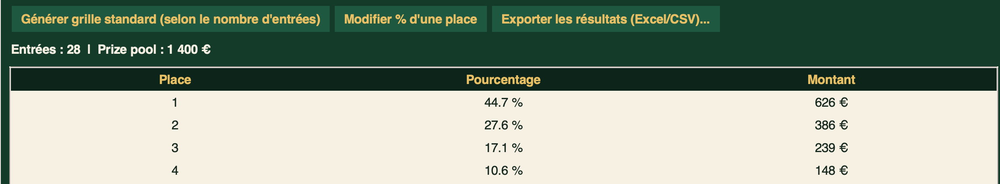 Générer grille standard (selon le nombre d'entrées) Modifier % d'une place Exporter les résultats (Excel/CSV)...
Entrées : 28 | Prize pool : 1 400 €
Place Pourcentage Montant
1 44.7 % 626 €
2 27.6 % 386 €
3 17.1 % 239 €
4 10.6 % 148 €